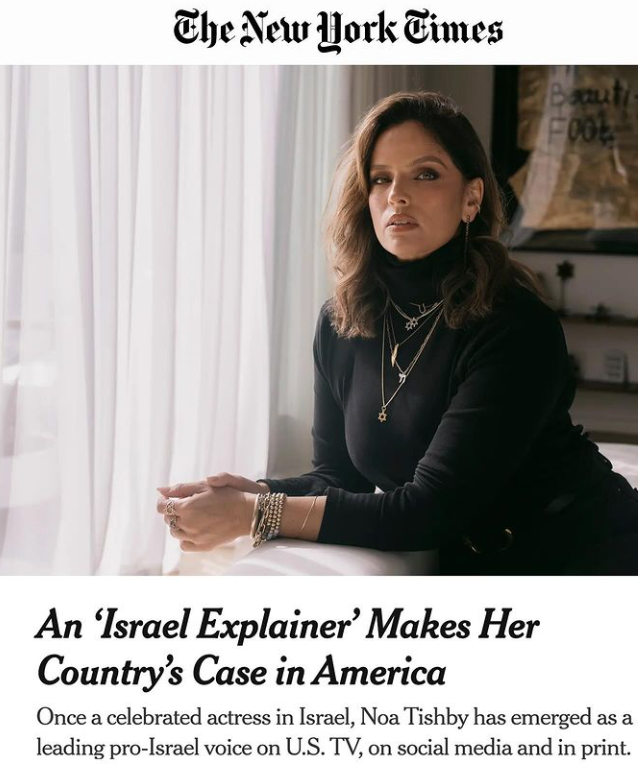 The New York Times
Beauti
An ‘Israel Explainer’ Makes Her
Country’s Case in America
Once a celebrated actress in Israel, Noa Tishby has emerged as a
leading pro-Israel voice on U.S. TV, on social media and in print.